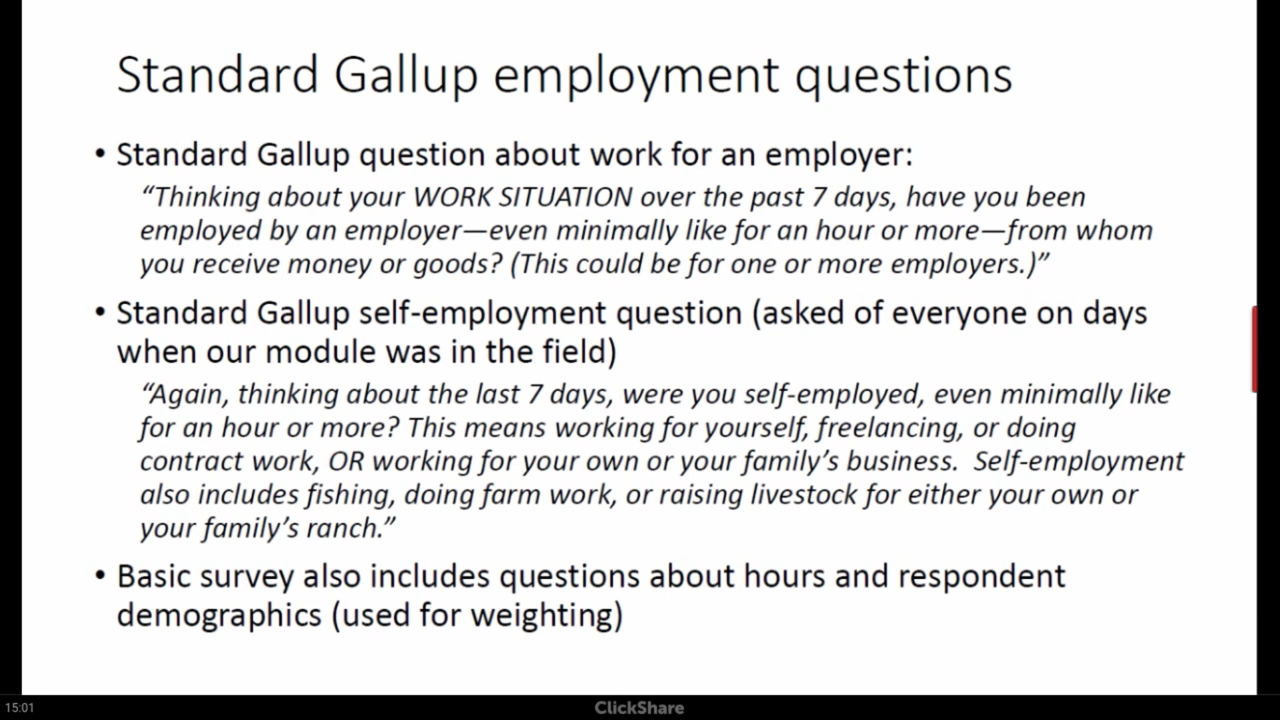 Standard Gallup employment questions
• Standard Gallup question about work for an employer:
“Thinking about your WORK SITUATION over the past 7 days, have you been
employed by an employer—even minimally like for an hour or more—from whom
you receive money or goods? (This could be for one or more employers.)”
• Standard Gallup self-employment question (asked of everyone on days
when our module was in the field)
“Again, thinking about the last 7 days, were you self-employed, even minimally like
for an hour or more? This means working for yourself, freelancing, or doing
contract work, OR working for your own or your family’s business.  Self-employment
also includes fishing, doing farm work, or raising livestock for either your own or
your family’s ranch.”
• Basic survey also includes questions about hours and respondent
demographics (used for weighting)
15:01
ClickShare